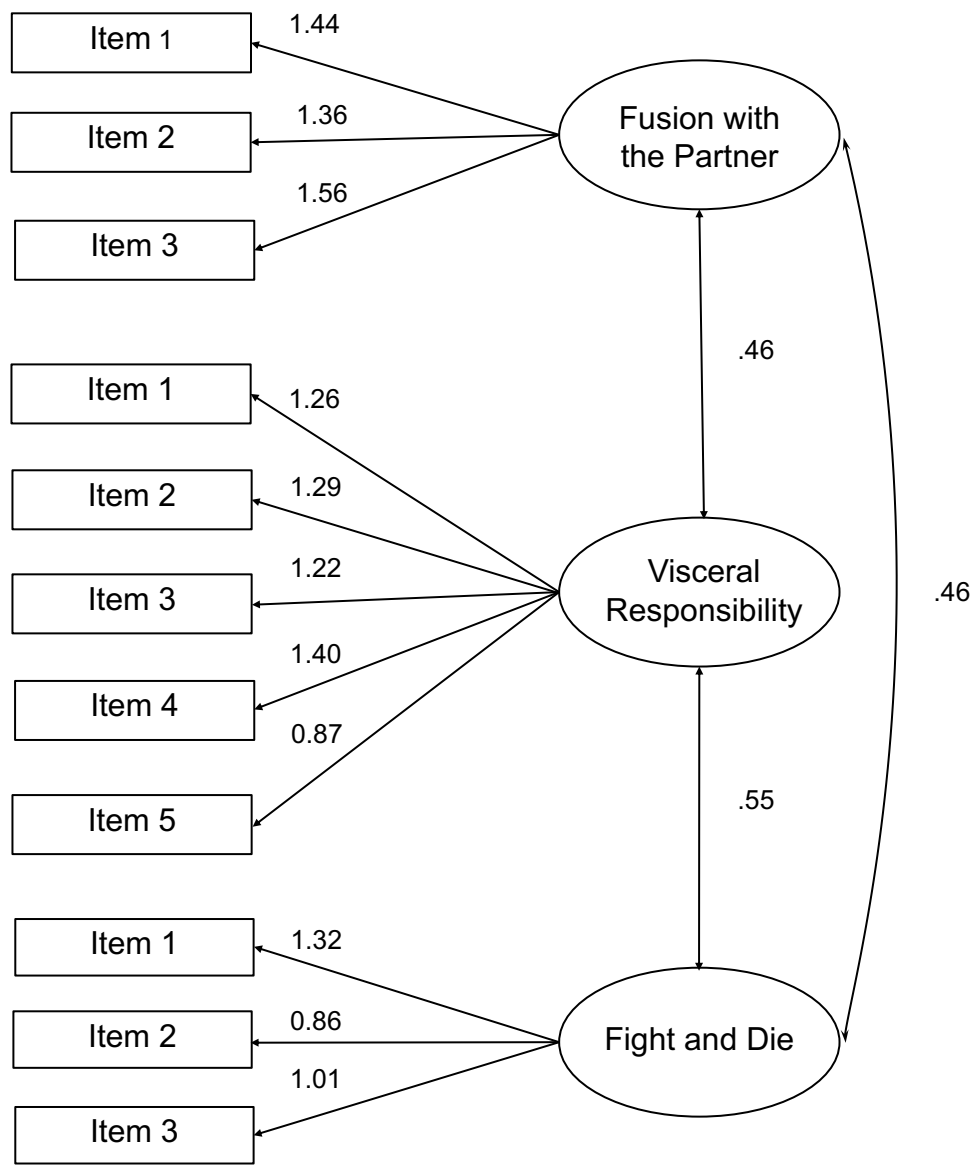 Item 1
1.44
Item 2
1.36
Item 3
1.56
Fusion with
the Partner
.46
Item 1
1.26
Item 2
1.29
Item 3
1.22
Item 4
1.40
Item 5
0.87
Visceral
Responsibility
.46
.55
Item 1
1.32
Item 2
0.86
Item 3
1.01
Fight and Die